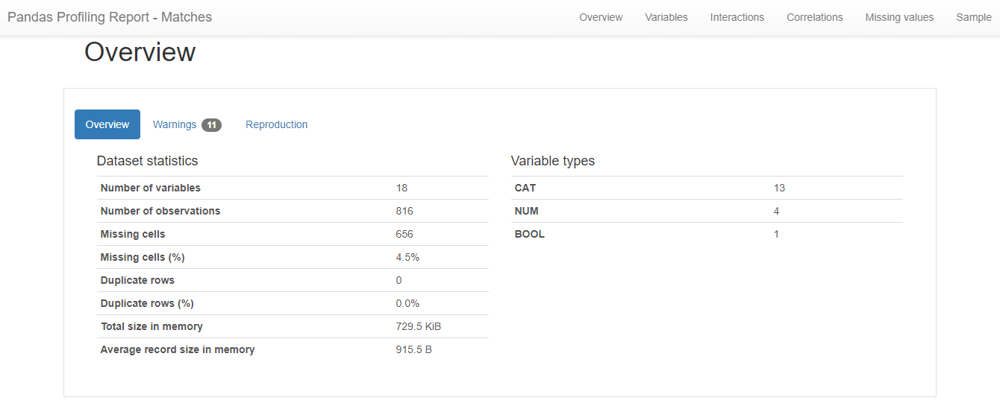 Pandas Profiling Report - Matches Overview Variables Interactions Correlations Missing values Sample
Overview
Overview Warnings 11 Reproduction
Dataset statistics
Number of variables 18
Number of observations 816
Missing cells 656
Missing cells (%) 4.5%
Duplicate rows 0
Duplicate rows (%) 0.0%
Total size in memory 729.5 KiB
Average record size in memory 915.5 B
Variable types
CAT 13
NUM 4
BOOL 1